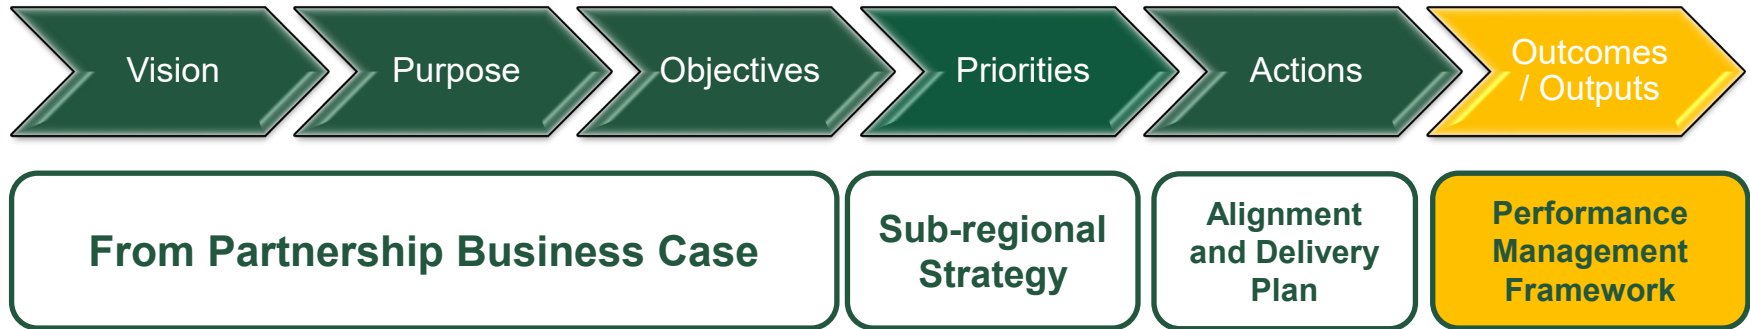 Vision
Purpose
Objectives
Priorities
Actions
Outcomes
/ Outputs
From Partnership Business Case
Sub-regional
Strategy
Alignment
and Delivery
Plan
Performance
Management
Framework